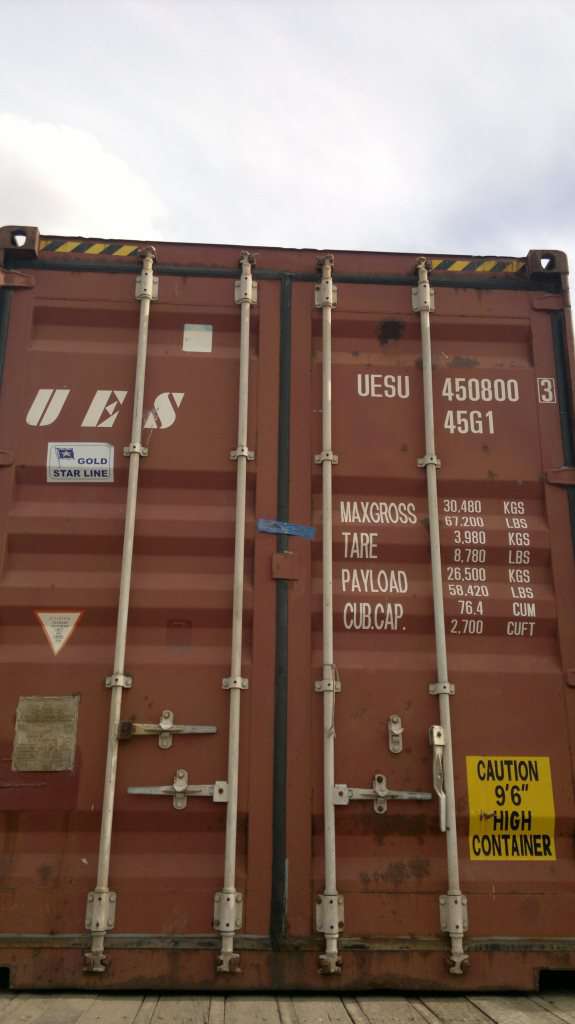 UES
GOLD
STAR LINE
UESU 450800 3
45G1
MAXGROSS 30,480 KGS
67,200 LBS
TARE 3,980 KGS
8,780 LBS
PAYLOAD 26,500 KGS
58,420 LBS
CUB.CAP. 76,4 CUM
2,700 CUFT
CAUTION
9'6"
HIGH
CONTAINER